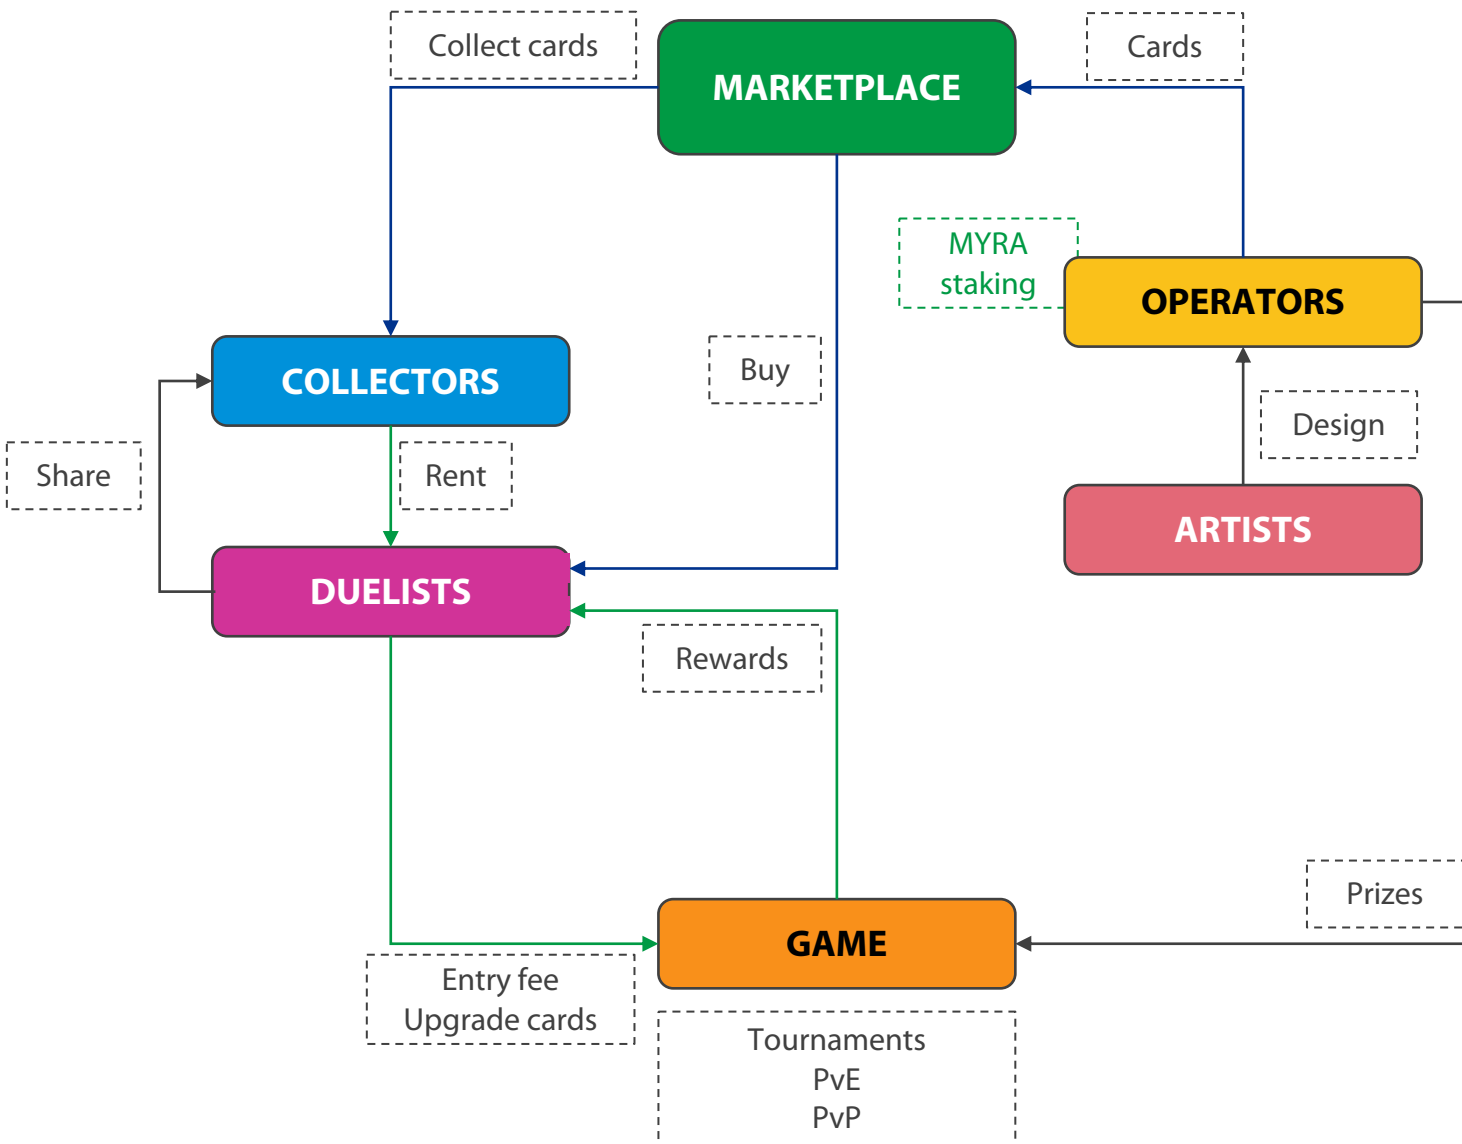 Collect cards
MARKETPLACE
Cards
MYRA
staking
OPERATORS
COLLECTORS
Buy
Design
Share
Rent
ARTISTS
DUELISTS
Rewards
Prizes
GAME
Entry fee
Upgrade cards
Tournaments
PvE
PvP